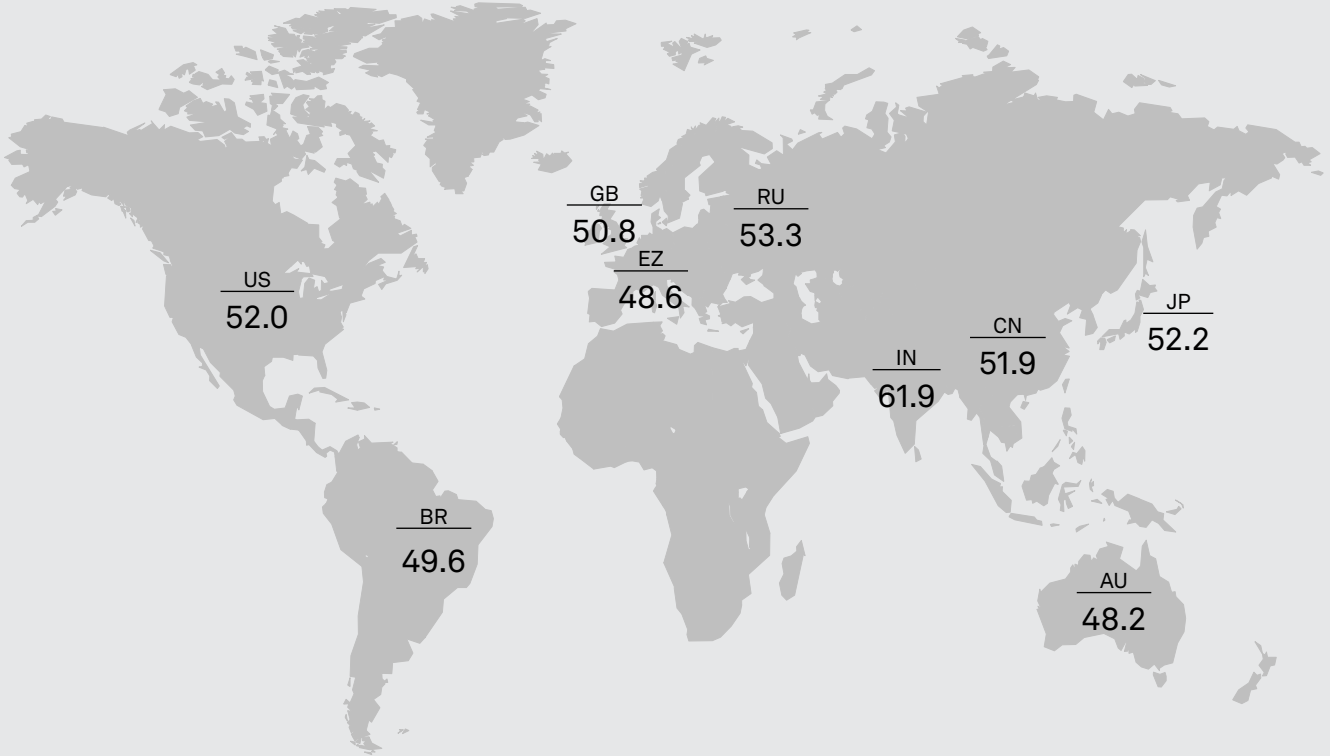 GB
50.8
RU
53.3
EZ
48.6
US
52.0
JP
52.2
CN
51.9
IN
61.9
BR
49.6
AU
48.2